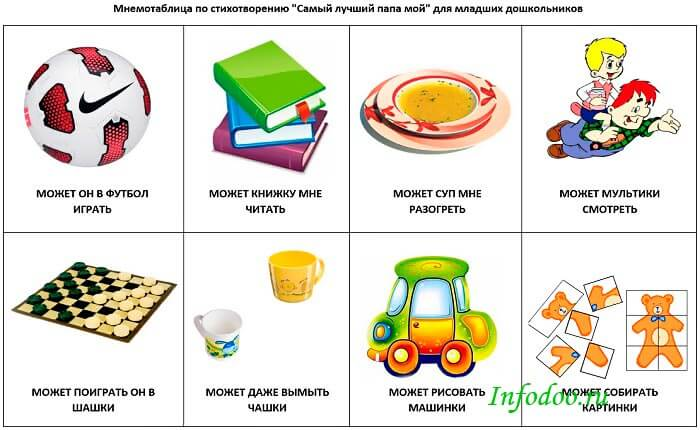 Мнемотаблица по стихотворению "Самый лучший папа мой" для младших дошкольников
МОЖЕТ ОН В ФУТБОЛ
ИГРАТЬ
МОЖЕТ КНИЖКУ МНЕ
ЧИТАТЬ
МОЖЕТ СУП МНЕ
РАЗОГРЕТЬ
МОЖЕТ МУЛЬТИКИ
СМОТРЕТЬ
МОЖЕТ ПОИГРАТЬ ОН В
ШАШКИ
МОЖЕТ ДАЖЕ ВЫМЫТЬ
ЧАШКИ
МОЖЕТ РИСОВАТЬ
МАШИНКИ
МОЖЕТ СОБИРАТЬ
КАРТИНКИ
Infodoo.ru